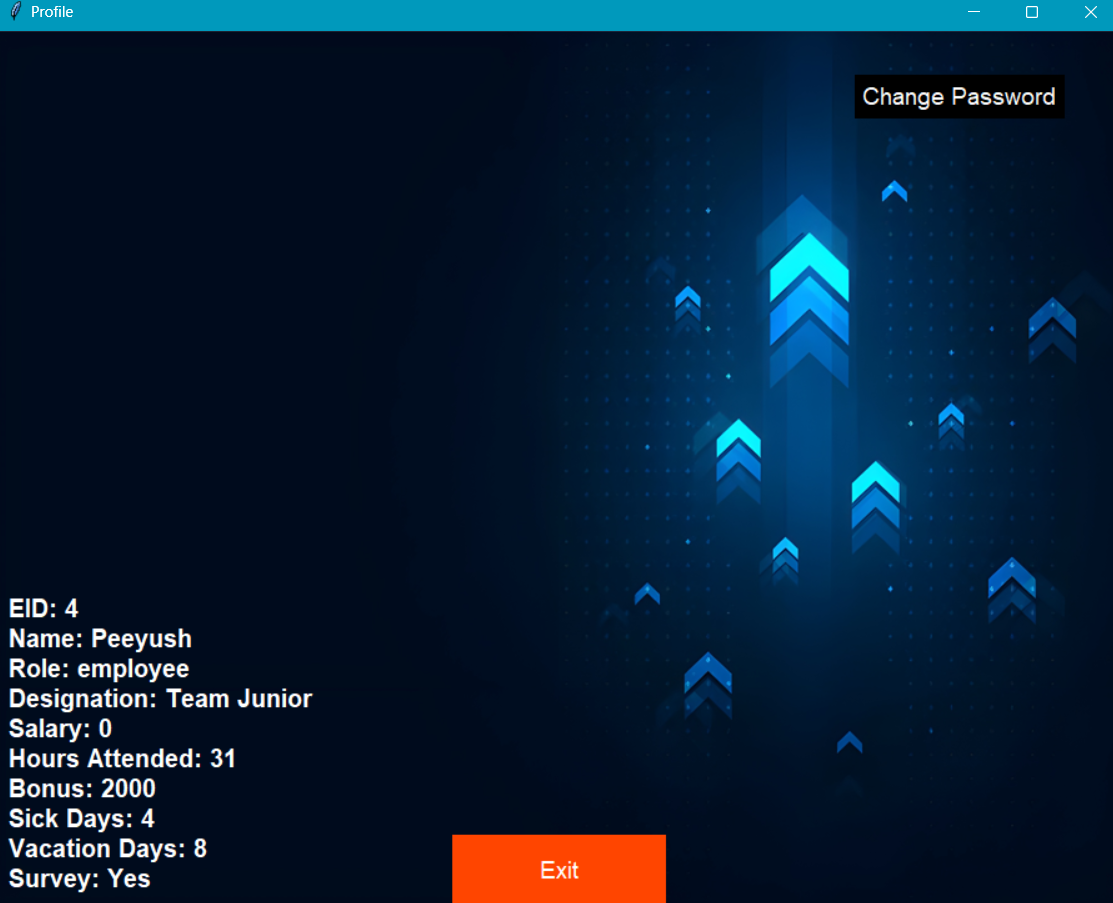 Profile
Change Password
EID: 4
Name: Peeyush
Role: employee
Designation: Team Junior
Salary: 0
Hours Attended: 31
Bonus: 2000
Sick Days: 4
Vacation Days: 8
Survey: Yes
Exit